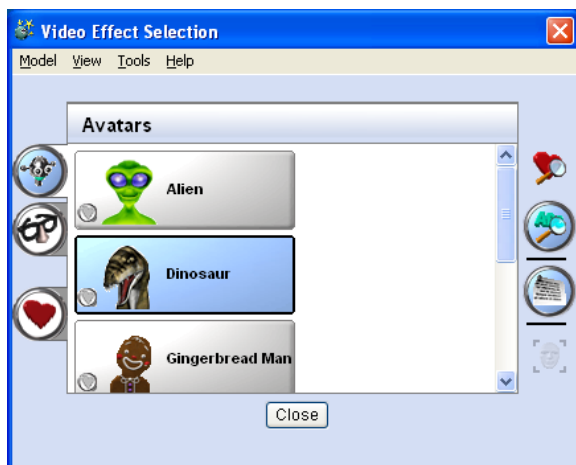 Video Effect Selection
Model View Tools Help
Avatars
Alien
Dinosaur
Gingerbread Man
Close